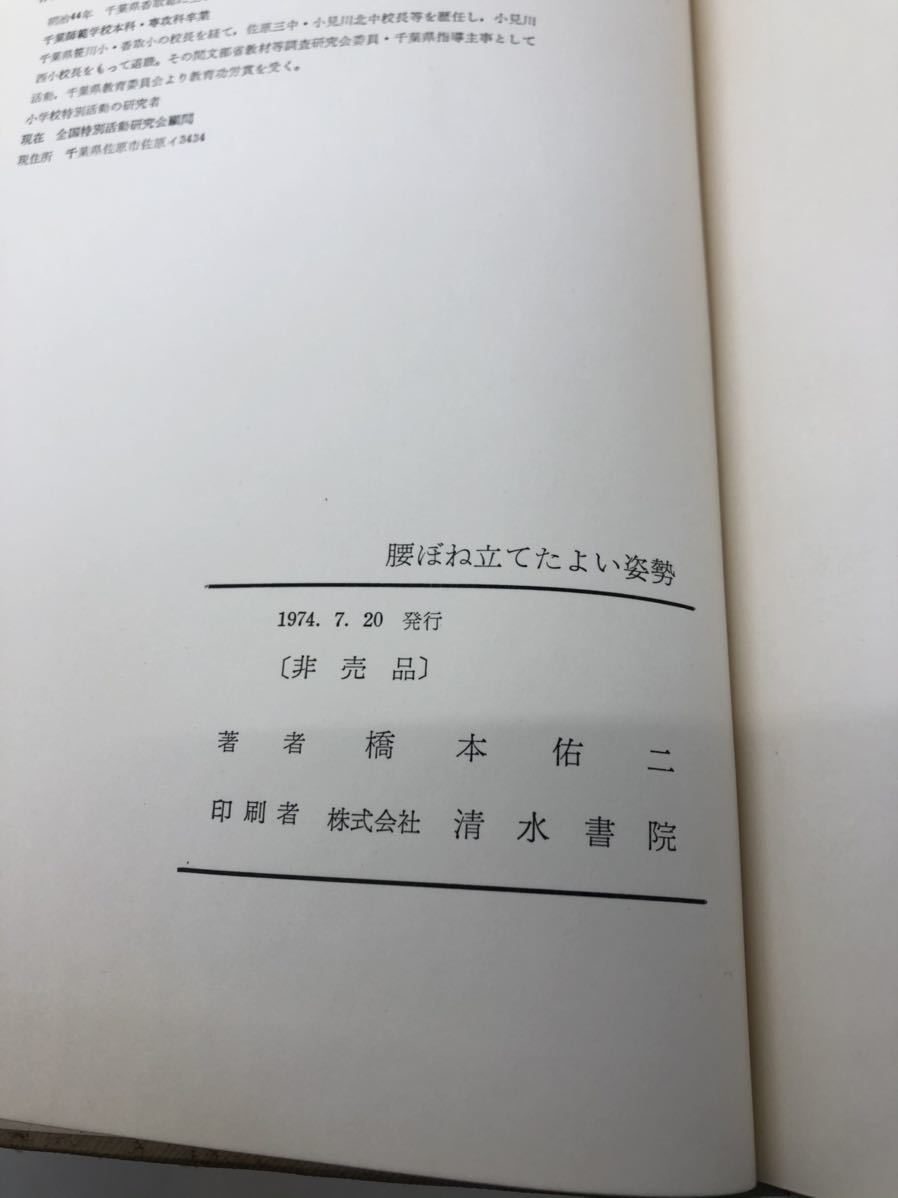 明治44年　千葉県香取郡に
千葉師範学校本科・専攻科卒業
千葉県笹川小・香取小の校長を経て，佐原三中・小見川北中校長等を歴任し，小見川
西小校長をもって退職。その間文部省教材等調査研究会委員・千葉県指導主事として
活動，千葉県教育委員会より教育功労賞を受く。
小学校特別活動の研究者
現在　全国特別活動研究会顧問
現住所　千葉県佐原市佐原イ3434
腰ぼね立てたよい姿勢
1974. 7. 20　発行
〔非　売　品〕
著　者　橋　本　佑　二
印刷者　株式会社　清　水　書　院